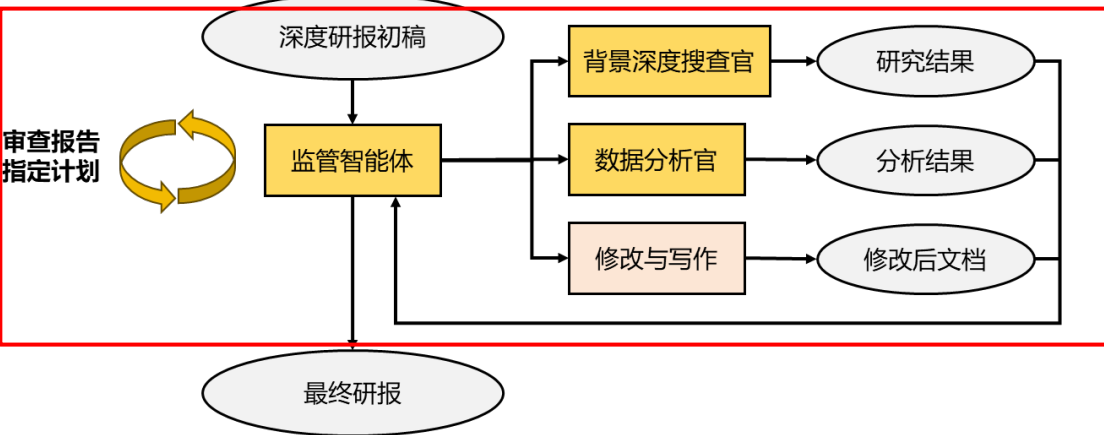 深度研报初稿
背景深度搜查官
研究结果
审查报告
指定计划
监管智能体
数据分析官
分析结果
修改与写作
修改后文档
最终研报